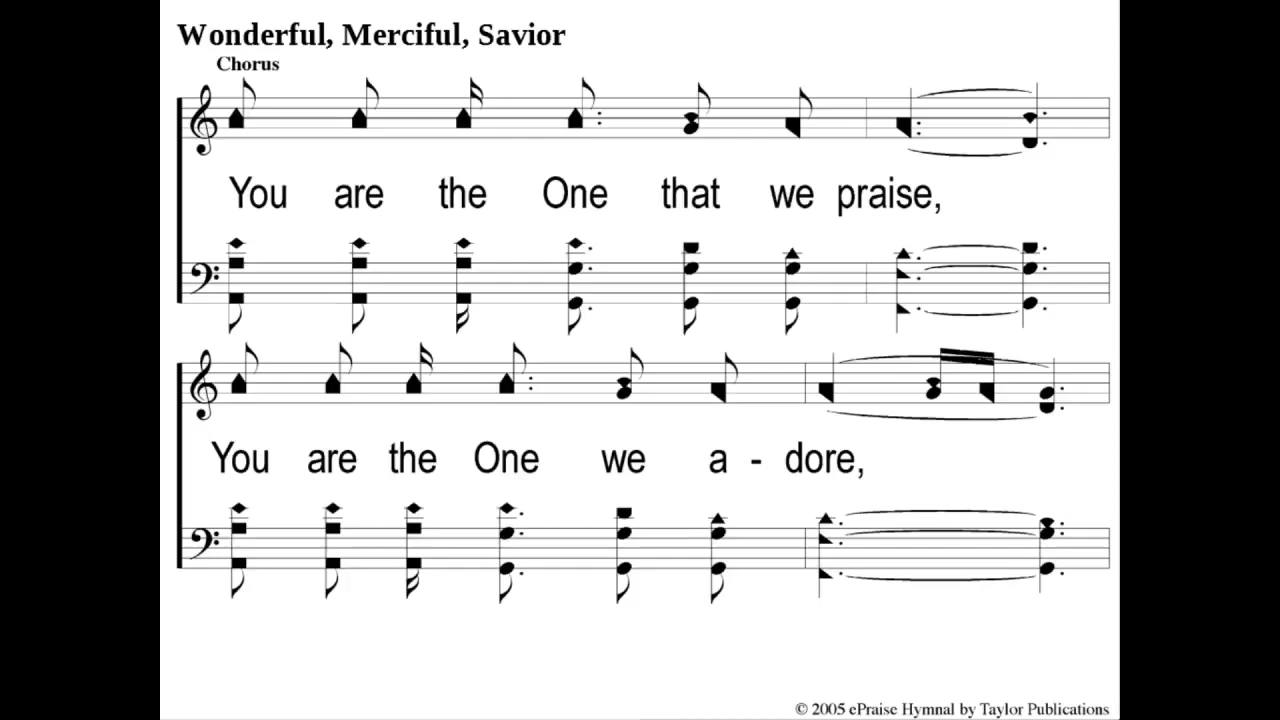 Wonderful, Merciful, Savior
Chorus
You are the One that we praise,
You are the One we a - dore,
© 2005 ePraise Hymnal by Taylor Publications